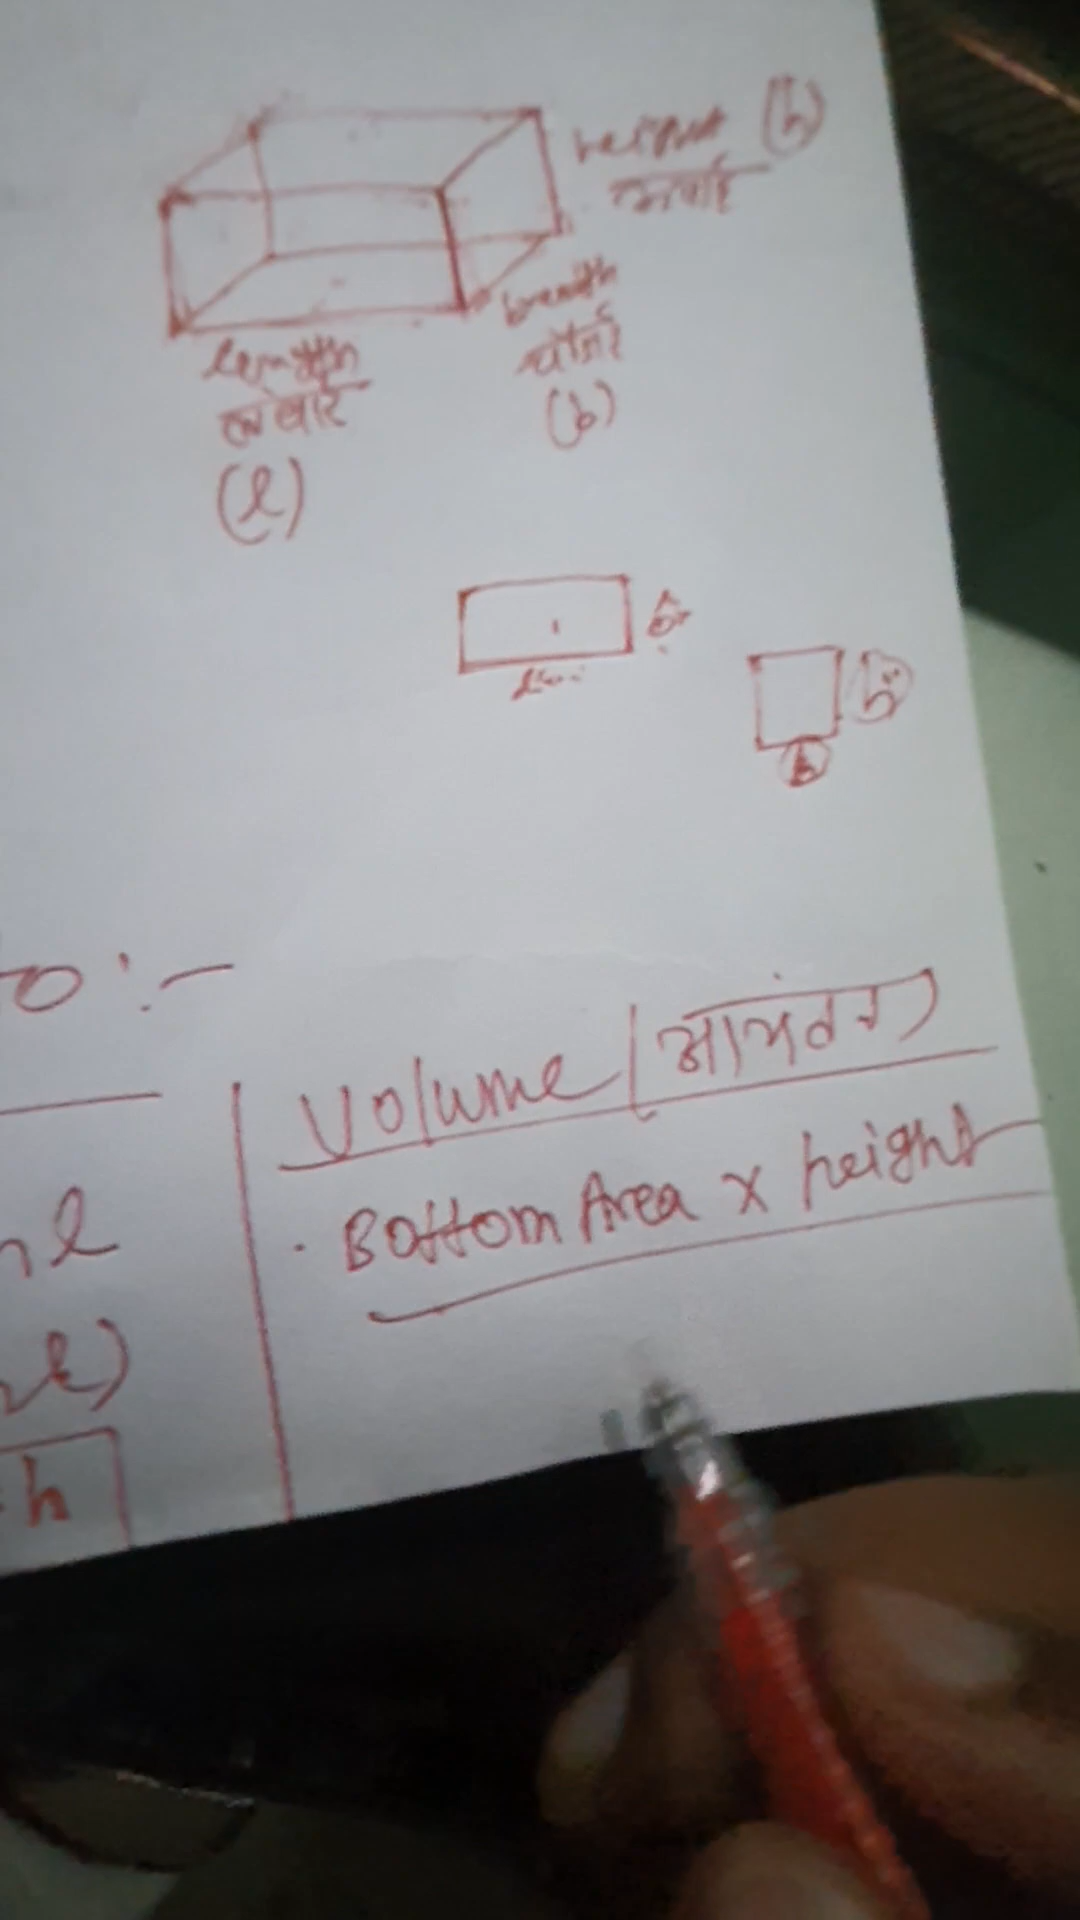 height (h)
breadth
चौड़ाई
(b)
length
लंबाई
(l)
b
h
b
Volume / आयतन
Bottom Area x height
l)
h